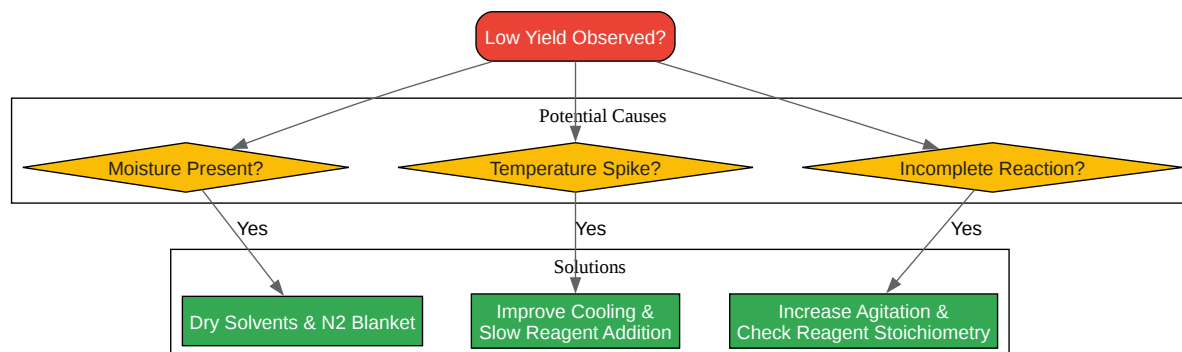 Low Yield Observed?
Potential Causes
Moisture Present?
Temperature Spike?
Incomplete Reaction?
Yes
Yes
Yes
Solutions
Dry Solvents & N2 Blanket
Improve Cooling &
Slow Reagent Addition
Increase Agitation &
Check Reagent Stoichiometry